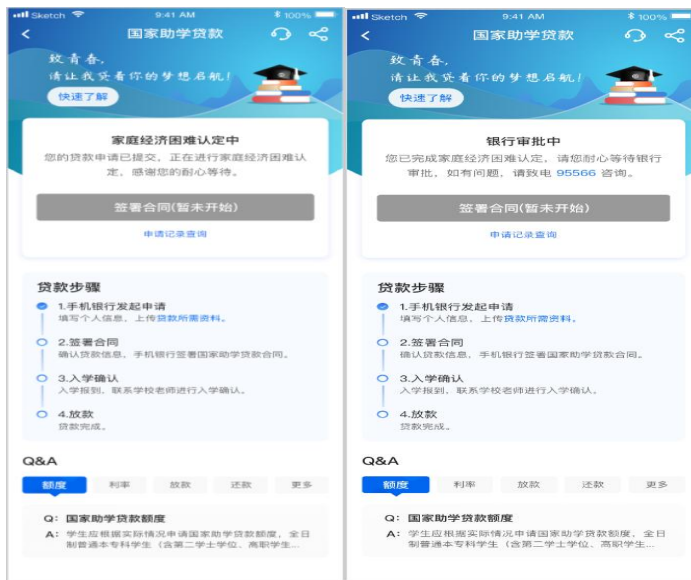 Sketch
9:41 AM
100%
国家助学贷款
致青春,
请让我凭着你的梦想启航!
快速了解
家庭经济困难认定中
您的贷款申请已提交，正在进行家庭经济困难认
定，感谢您的耐心等待。
签署合同(暂未开始)
申请记录查询
贷款步骤
1.手机银行发起申请
填写个人信息，上传贷款所需资料。
2.签署合同
确认贷款信息，手机银行签署国家助学贷款合同。
3.入学确认
入学报到，联系学校老师进行入学确认。
4.放款
贷款完成。
Q&A
额度 利率 放款 还款 更多
Q: 国家助学贷款额度
A: 学生应根据实际情况申请国家助学贷款额度，全日
制普通本专科学生（含第二学士学位、高职学生...
Sketch
9:41 AM
100%
国家助学贷款
致青春,
请让我凭着你的梦想启航!
快速了解
银行审批中
您已完成家庭经济困难认定，请您耐心等待银行
审批，如有问题，请致电 95566 咨询。
签署合同(暂未开始)
申请记录查询
贷款步骤
1.手机银行发起申请
填写个人信息，上传贷款所需资料。
2.签署合同
确认贷款信息，手机银行签署国家助学贷款合同。
3.入学确认
入学报到，联系学校老师进行入学确认。
4.放款
贷款完成。
Q&A
额度 利率 放款 还款 更多
Q: 国家助学贷款额度
A: 学生应根据实际情况申请国家助学贷款额度，全日
制普通本专科学生（含第二学士学位、高职学生...